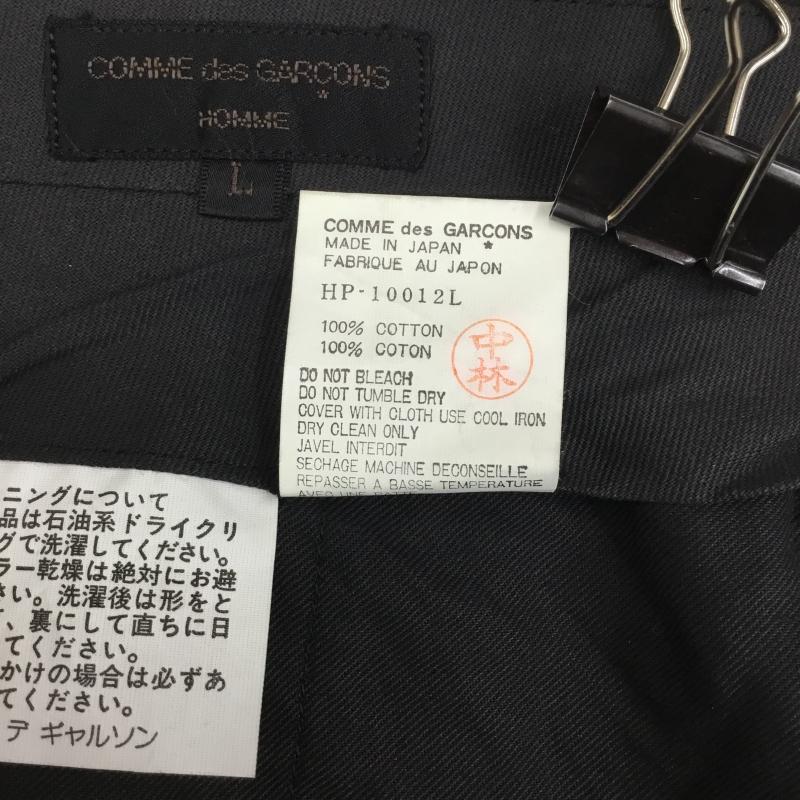 COMME des GARÇONS
*
HOMME
L
COMME des GARCONS
MADE IN JAPAN *
FABRIQUE AU JAPON
HP-10012L
100% COTTON
100% COTON
中林
DO NOT BLEACH
DO NOT TUMBLE DRY
COVER WITH CLOTH USE COOL IRON
DRY CLEAN ONLY
JAVEL INTERDIT
SECHAGE MACHINE DECONSEILLE
REPASSER A BASSE TEMPERATURE
AVEC UNE
ニングについて
品は石油系ドライクリ
グで洗濯してください。
ラー乾燥は絶対にお避
さい。洗濯後は形をと
、裏にして直ちに日
てください。
かけの場合は必ずあ
てください。
デ ギャルソン